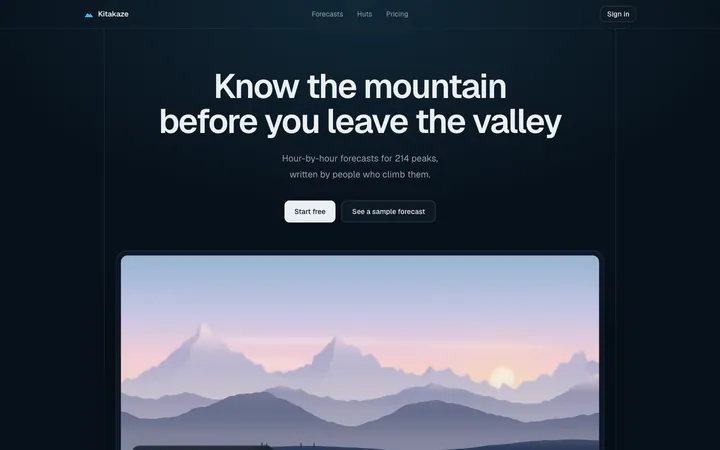 Kitakaze
Forecasts
Huts
Pricing
Sign in
Know the mountain
before you leave the valley
Hour-by-hour forecasts for 214 peaks,
written by people who climb them.
Start free
See a sample forecast